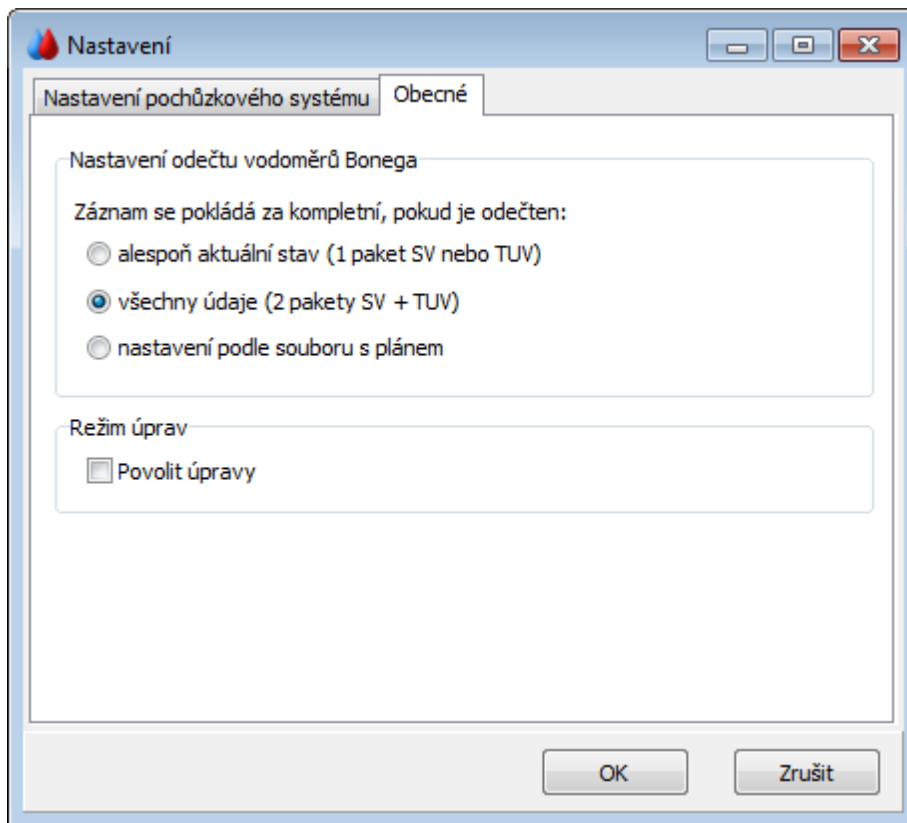 Nastavení
Nastavení pochůzkového systému
Obecné
Nastavení odečtu vodoměrů Bonega
Záznam se pokládá za kompletní, pokud je odečten:
alespoň aktuální stav (1 paket SV nebo TUV)
všechny údaje (2 pakety SV + TUV)
nastavení podle souboru s plánem
Režim úprav
Povolit úpravy
OK
Zrušit